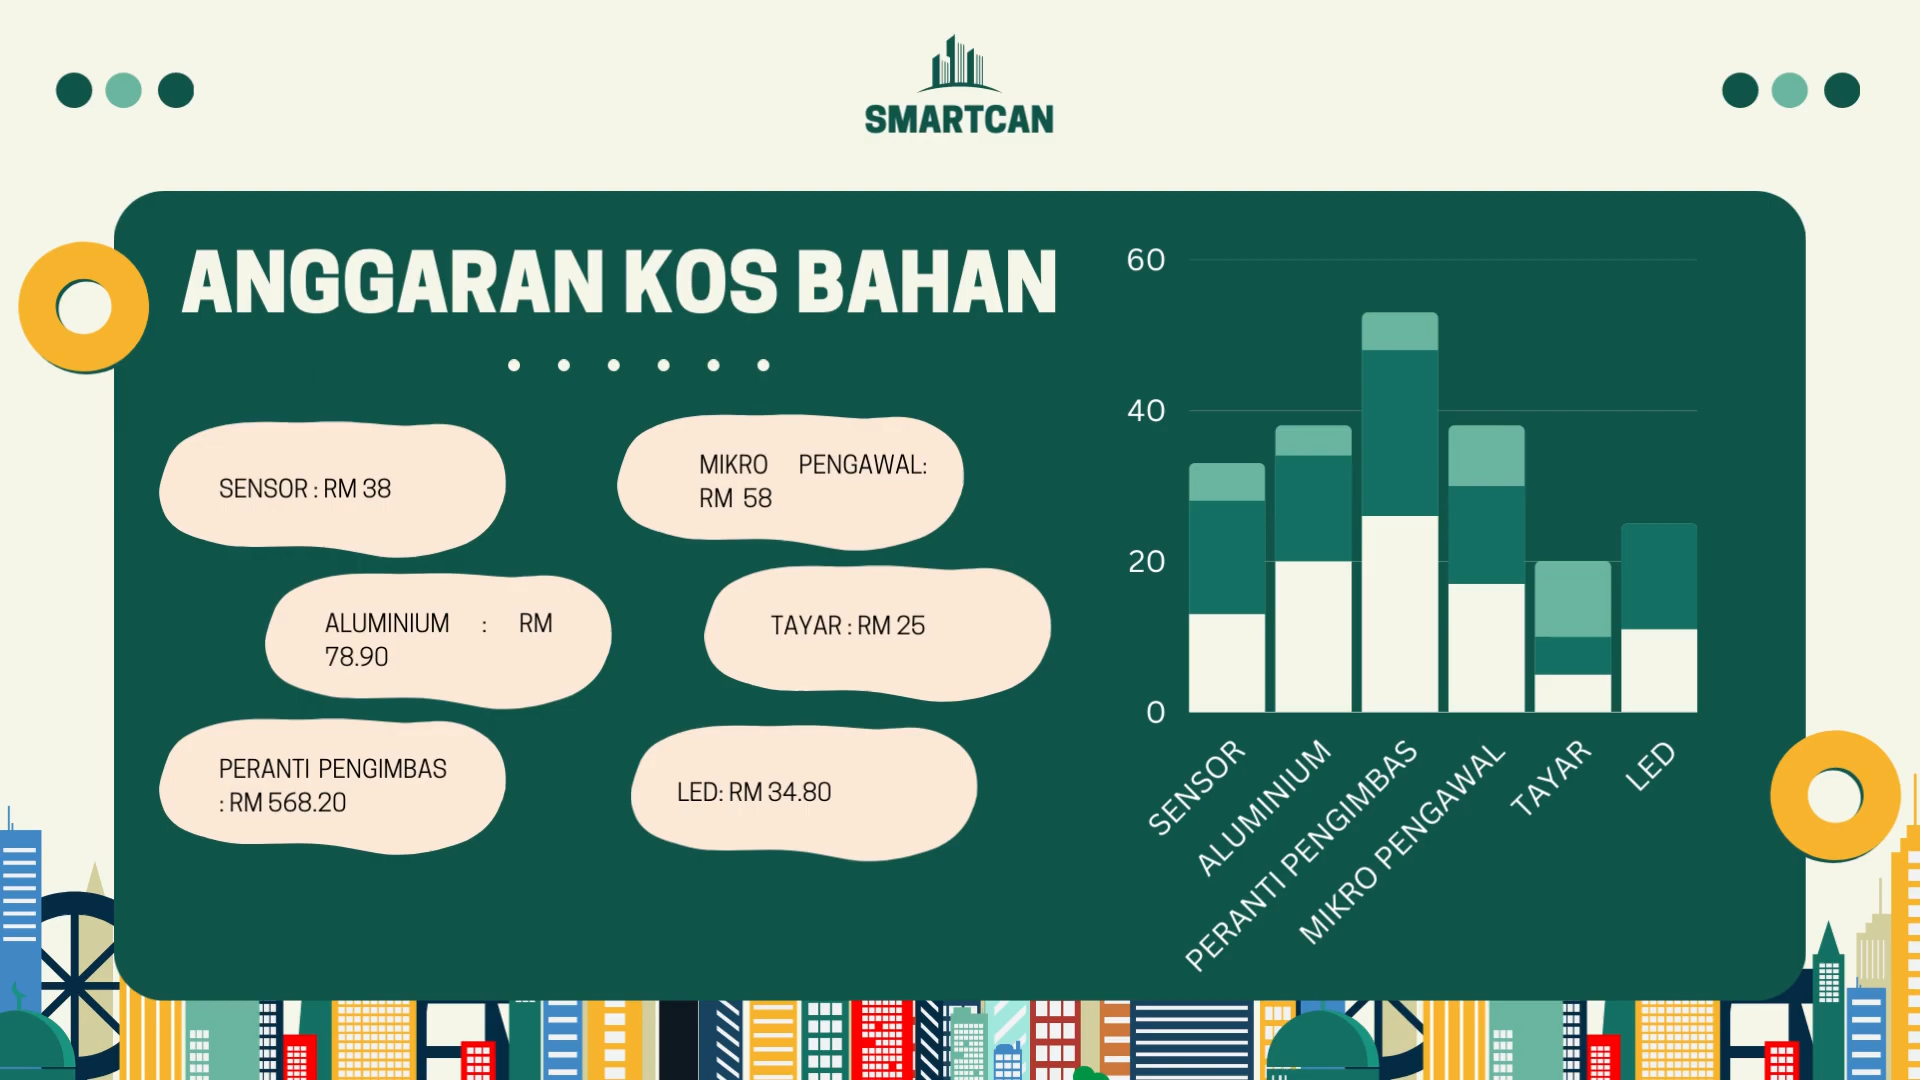 SMARTCAN
ANGGARAN KOS BAHAN
SENSOR : RM 38
MIKRO PENGAWAL:
RM 58
ALUMINIUM : RM
78.90
TAYAR : RM 25
PERANTI PENGIMBAS
: RM 568.20
LED: RM 34.80
60
40
20
0
SENSOR
ALUMINIUM
PERANTI PENGIMBAS
MIKRO PENGAWAL
TAYAR
LED